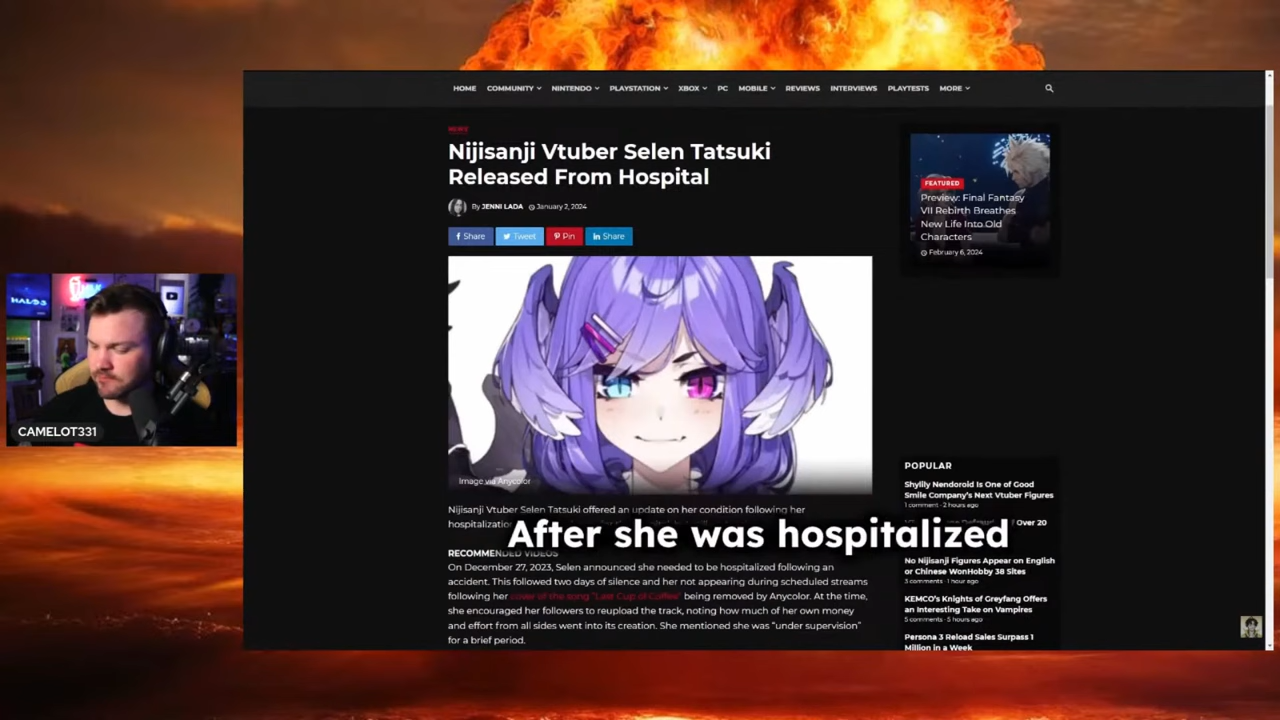 HOME COMMUNITY NINTENDO PLAYSTATION XBOX PC MOBILE REVIEWS INTERVIEWS PLAYTESTS MORE
NEWS
Nijisanji Vtuber Selen Tatsuki
Released From Hospital
By JENNI LADA January 2, 2024
Share Tweet Pin Share
FEATURED
Preview: Final Fantasy
VII Rebirth Breathes
New Life Into Old
Characters
February 6, 2024
HALO 3
CAMELOT331
Image via Anycolor
Nijisanji Vtuber Selen Tatsuki offered an update on her condition following her
hospitalization
After she was hospitalized
RECOMMENDED VIDEOS
On December 27, 2023, Selen announced she needed to be hospitalized following an
accident. This followed two days of silence and her not appearing during scheduled streams
following her cover of the song "Last Cup of Coffee" being removed by Anycolor. At the time,
she encouraged her followers to reupload the track, noting how much of her own money
and effort from all sides went into its creation. She mentioned she was "under supervision"
for a brief period.
POPULAR
Shylily Nendoroid Is One of Good
Smile Company's Next Vtuber Figures
1 comment · 2 hours ago
Over 20
No Nijisanji Figures Appear on English
or Chinese WonHobby 38 Sites
3 comments · 1 hour ago
KEMCO's Knights of Greyfang Offers
an Interesting Take on Vampires
5 comments · 5 hours ago
Persona 3 Reload Sales Surpass 1
Million in a Week